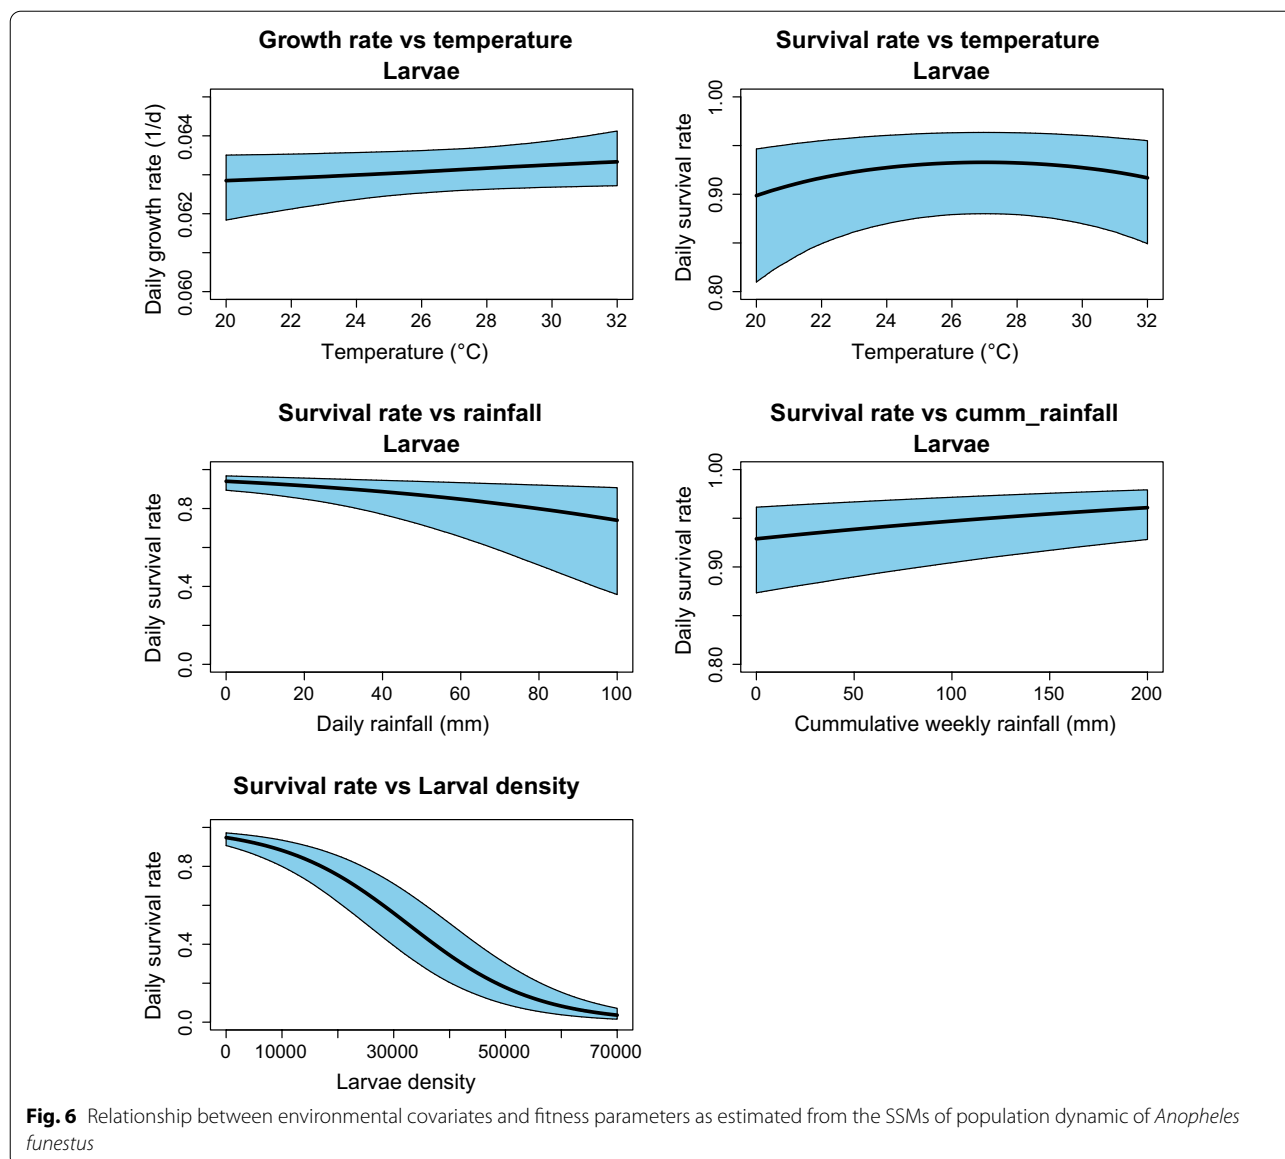 Growth rate vs temperature
Larvae
Daily growth rate (1/d)
0.060 0.062 0.064
20 22 24 26 28 30 32
Temperature (°C)
Survival rate vs temperature
Larvae
Daily survival rate
0.80 0.90 1.00
20 22 24 26 28 30 32
Temperature (°C)
Survival rate vs rainfall
Larvae
Daily survival rate
0.0 0.4 0.8
0 20 40 60 80 100
Daily rainfall (mm)
Survival rate vs cumm_rainfall
Larvae
Daily survival rate
0.80 0.90 1.00
0 50 100 150 200
Cummulative weekly rainfall (mm)
Survival rate vs Larval density
Daily survival rate
0.0 0.4 0.8
0 10000 30000 50000 70000
Larvae density
Fig. 6 Relationship between environmental covariates and fitness parameters as estimated from the SSMs of population dynamic of Anopheles
funestus